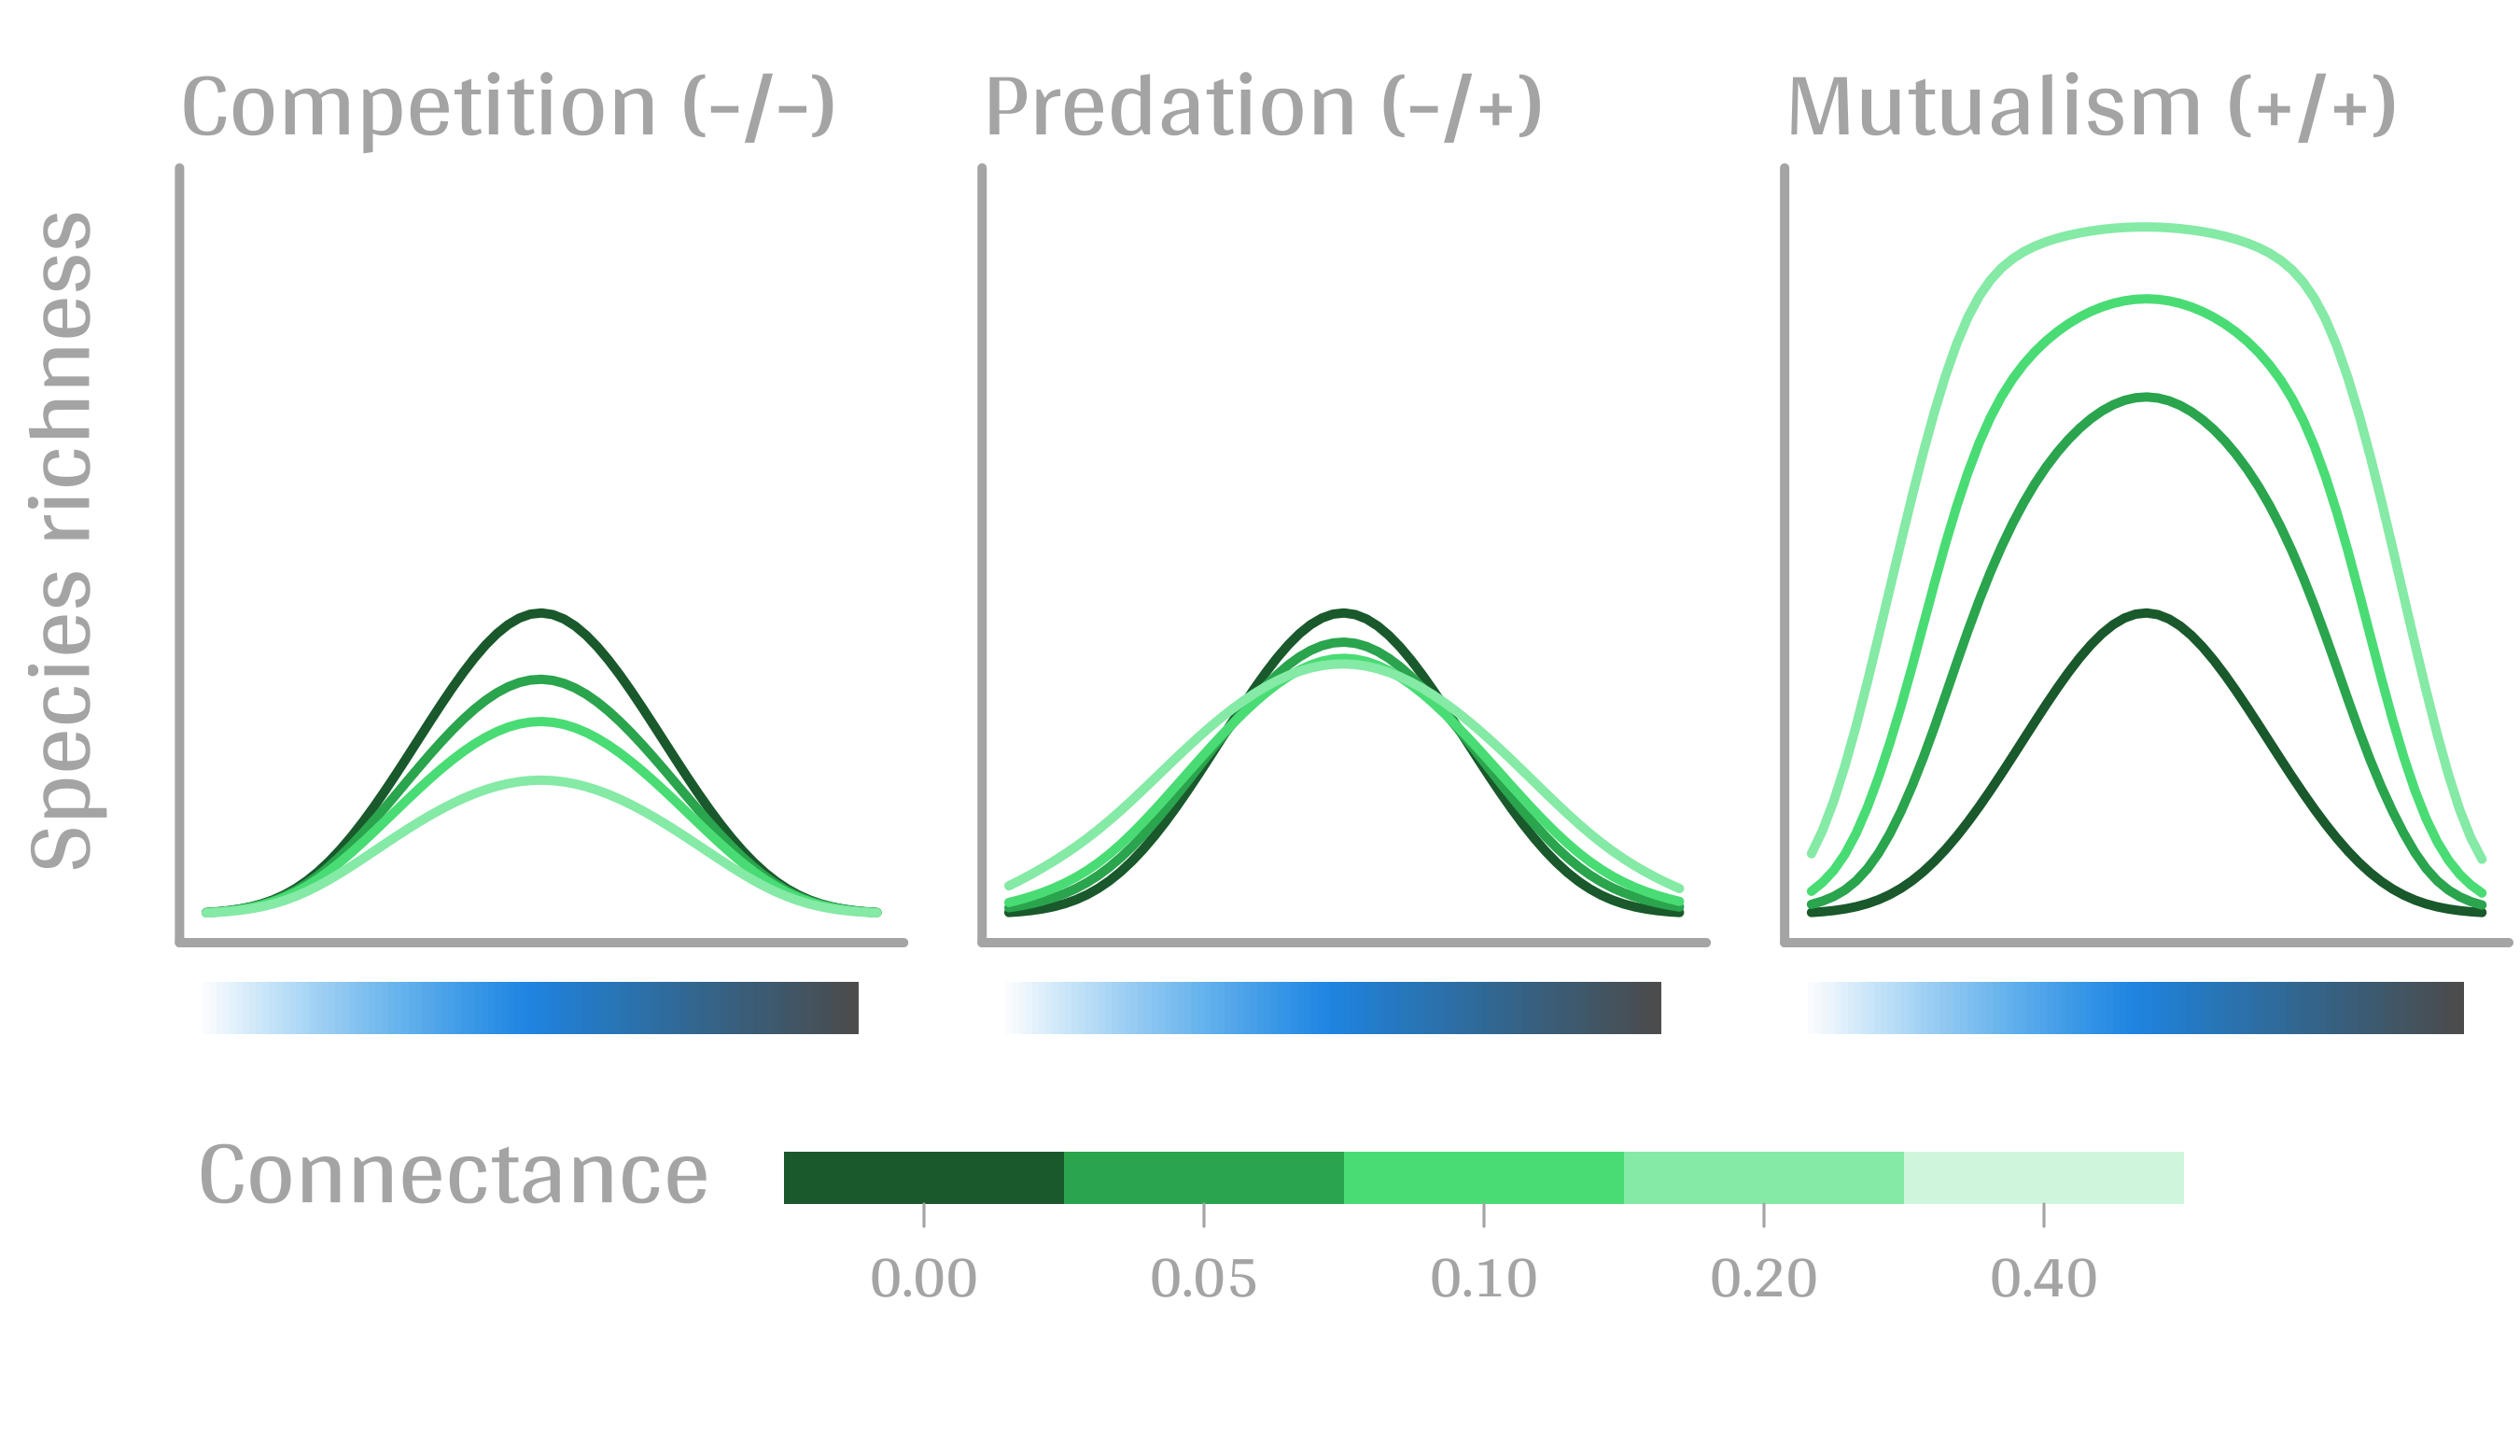 Competition (−/−)
Predation (−/+)
Mutualism (+/+)
Species richness
Connectance
0.00
0.05
0.10
0.20
0.40